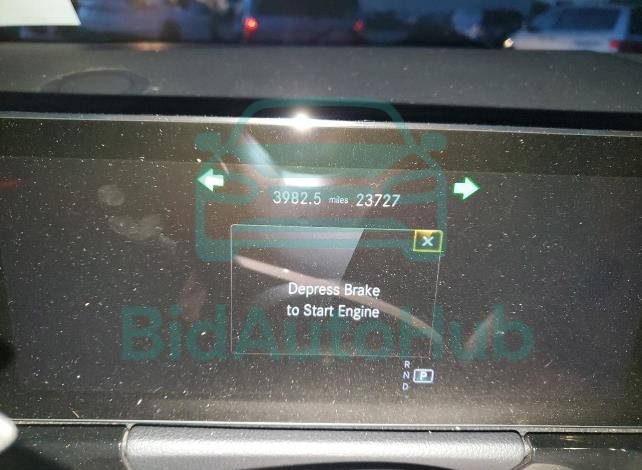 3982.5 miles 23727
Depress Brake
to Start Engine
BidAutoHub
R
N P
D